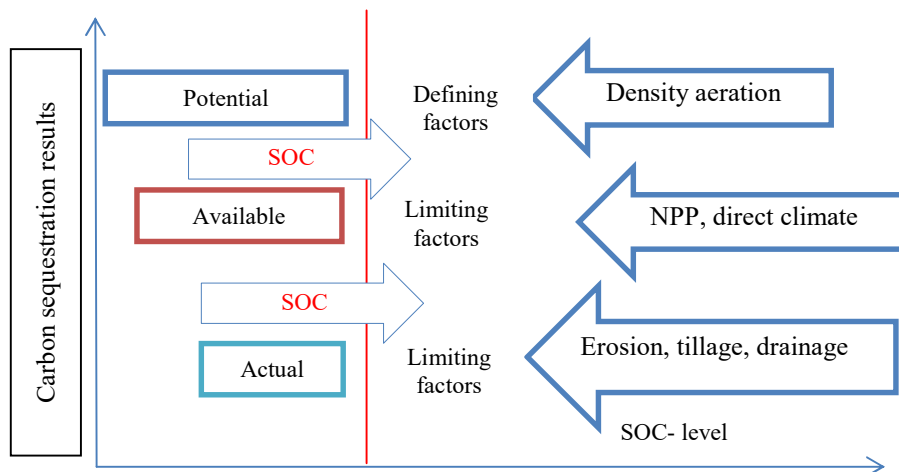 Carbon sequestration results
Potential
Defining
factors
Density aeration
SOC
Available
Limiting
factors
NPP, direct climate
SOC
Actual
Limiting
factors
Erosion, tillage, drainage
SOC- level